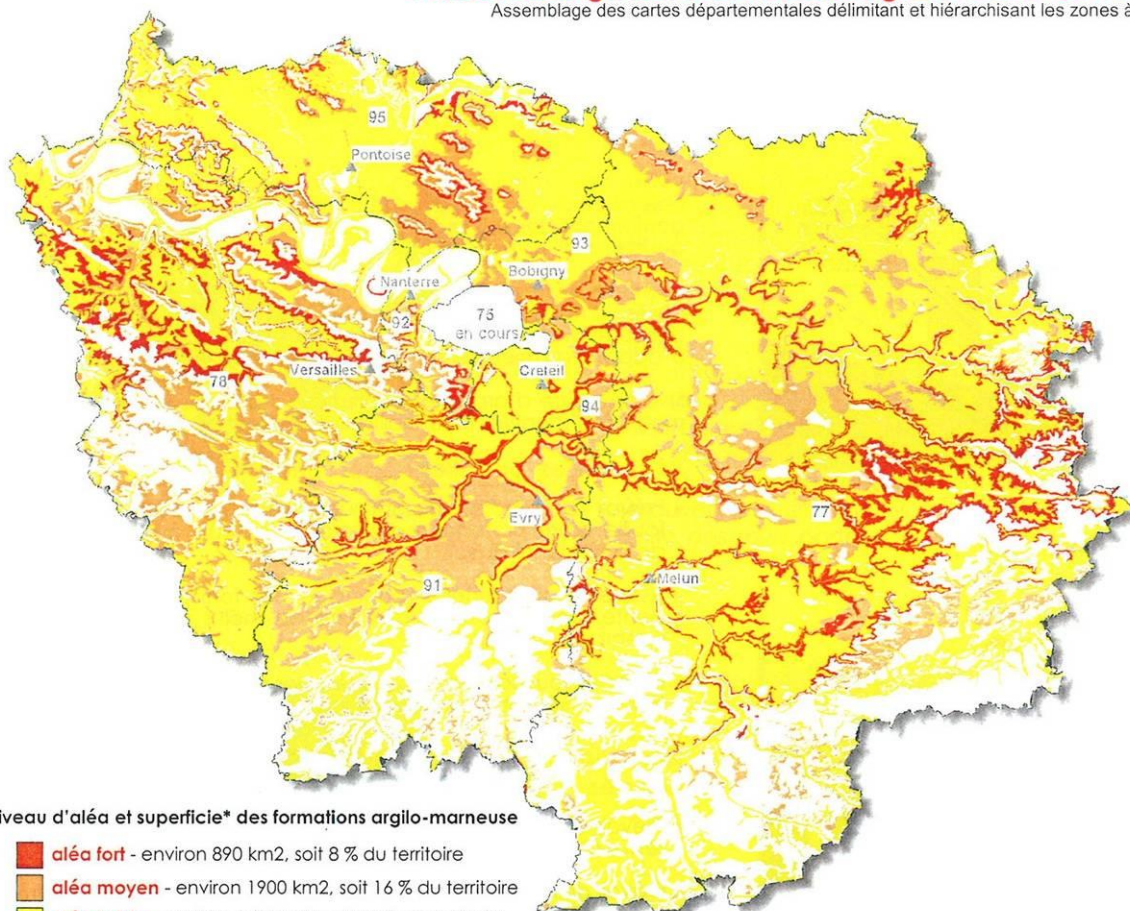 Assemblage des cartes départementales délimitant et hiérarchisant les zones à
95
Pontoise
93
Bobigny
Nanterre
75
en cours
92
Versailles
Creteil
78
94
Evry
77
Melun
91
iveau d'aléa et superficie* des formations argilo-marneuse
aléa fort - environ 890 km2, soit 8 % du territoire
aléa moyen - environ 1900 km2, soit 16 % du territoire